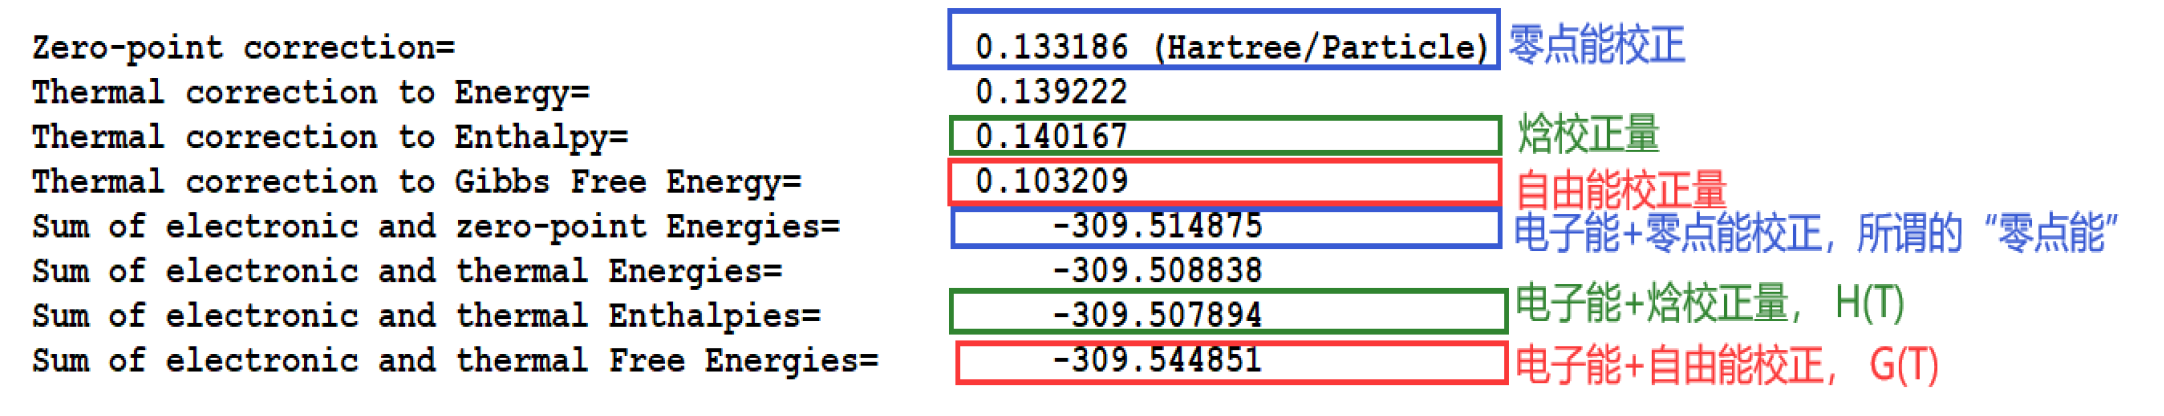 Zero-point correction= 0.133186 (Hartree/Particle) 零点能校正
Thermal correction to Energy= 0.139222
Thermal correction to Enthalpy= 0.140167 焓校正量
Thermal correction to Gibbs Free Energy= 0.103209 自由能校正量
Sum of electronic and zero-point Energies= -309.514875 电子能+零点能校正，所谓的“零点能”
Sum of electronic and thermal Energies= -309.508838
Sum of electronic and thermal Enthalpies= -309.507894 电子能+焓校正量， H(T)
Sum of electronic and thermal Free Energies= -309.544851 电子能+自由能校正， G(T)